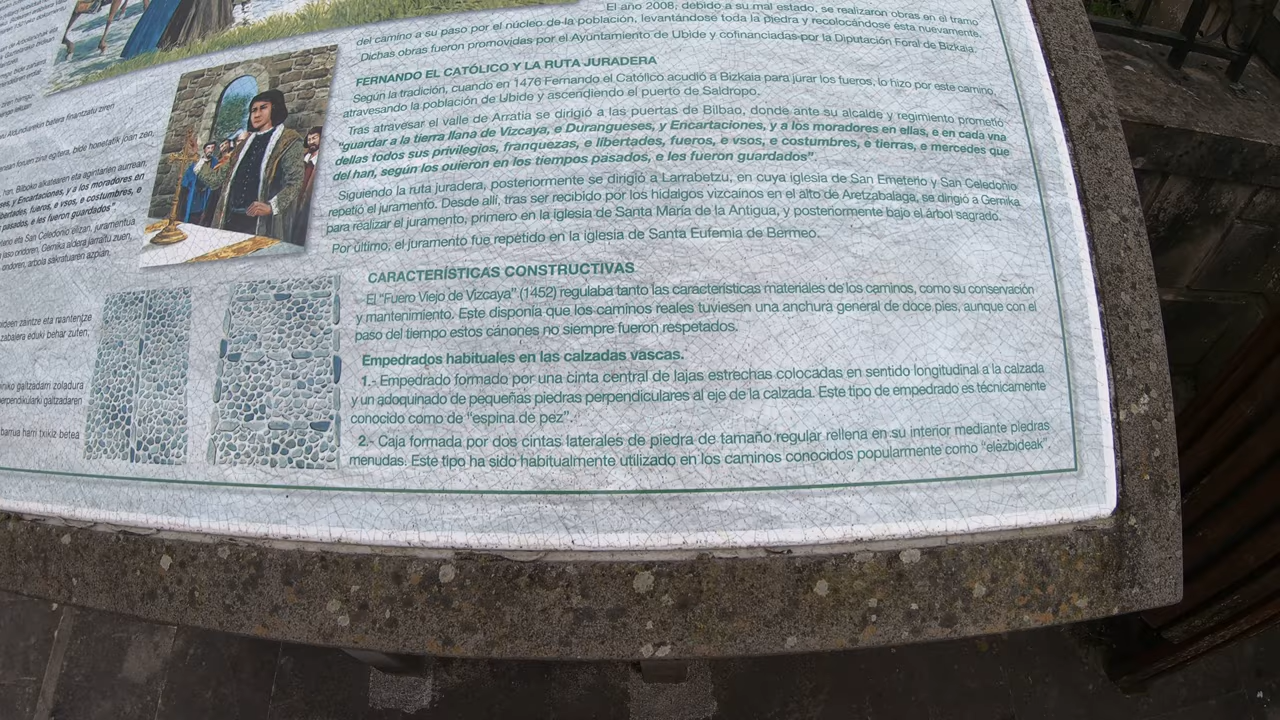 El año 2008, debido a su mal estado, se realizaron obras en el tramo
del camino a su paso por el núcleo de la población, levantándose toda la piedra y recolocándose ésta nuevamente.
Dichas obras fueron promovidas por el Ayuntamiento de Ubide y cofinanciadas por la Diputación Foral de Bizkaia.
FERNANDO EL CATÓLICO Y LA RUTA JURADERA
Según la tradición, cuando en 1476 Fernando el Católico acudió a Bizkaia para jurar los fueros, lo hizo por este camino,
atravesando la población de Ubide y ascendiendo el puerto de Saldropo.
Tras atravesar el valle de Arratia se dirigió a las puertas de Bilbao, donde ante su alcalde y regimiento prometió
"guardar a la tierra llana de Vizcaya, e Durangueses, y Encartaciones, y a los moradores en ellas, e en cada vna
dellas todos sus privilegios, franquezas, e libertades, fueros, e vsos, e costumbres, e tierras, e mercedes que
del han, según los ouieron en los tiempos pasados, e les fueron guardados".
Siguiendo la ruta juradera, posteriormente se dirigió a Larrabetzu, en cuya iglesia de San Emeterio y San Celedonio
repetió el juramento. Desde allí, tras ser recibido por los hidalgos vizcainos en el alto de Aretzabalaga, se dirigió a Gernika
para realizar el juramento, primero en la iglesia de Santa María de la Antigua, y posteriormente bajo el árbol sagrado.
Por último, el juramento fue repetido en la iglesia de Santa Eufemia de Bermeo.
CARACTERÍSTICAS CONSTRUCTIVAS
El "Fuero Viejo de Vizcaya" (1452) regulaba tanto las características materiales de los caminos, como su conservación
y mantenimiento. Este disponía que los caminos reales tuviesen una anchura general de doce pies, aunque con el
paso del tiempo estos cánones no siempre fueron respetados.
Empedrados habituales en las calzadas vascas.
1.- Empedrado formado por una cinta central de lajas estrechas colocadas en sentido longitudinal a la calzada
y un adoquinado de pequeñas piedras perpendiculares al eje de la calzada. Este tipo de empedrado es técnicamente
conocido como de "espina de pez".
2.- Caja formada por dos cintas laterales de piedra de tamaño regular rellena en su interior mediante piedras
menudas. Este tipo ha sido habitualmente utilizado en los caminos conocidos popularmente como "elezbideak".